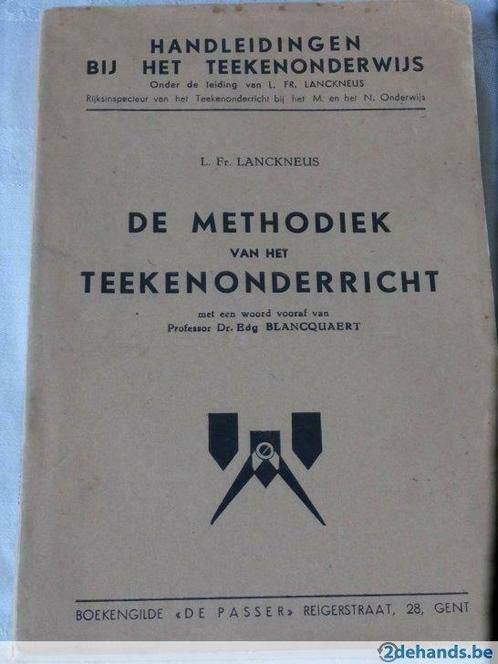 HANDLEIDINGEN
BIJ HET TEEKENONDERWIJS
Onder de leiding van L. FR. LANCKNEUS
Rijksinspecteur van het Teekenonderricht bij het M. en het N. Onderwijs
L. Fr. LANCKNEUS
DE METHODIEK
VAN HET
TEEKENONDERRICHT
met een woord vooraf van
Professor Dr. Edg BLANCQUAERT
BOEKENGILDE «DE PASSER» REIGERSTRAAT, 28, GENT
2dehands.be